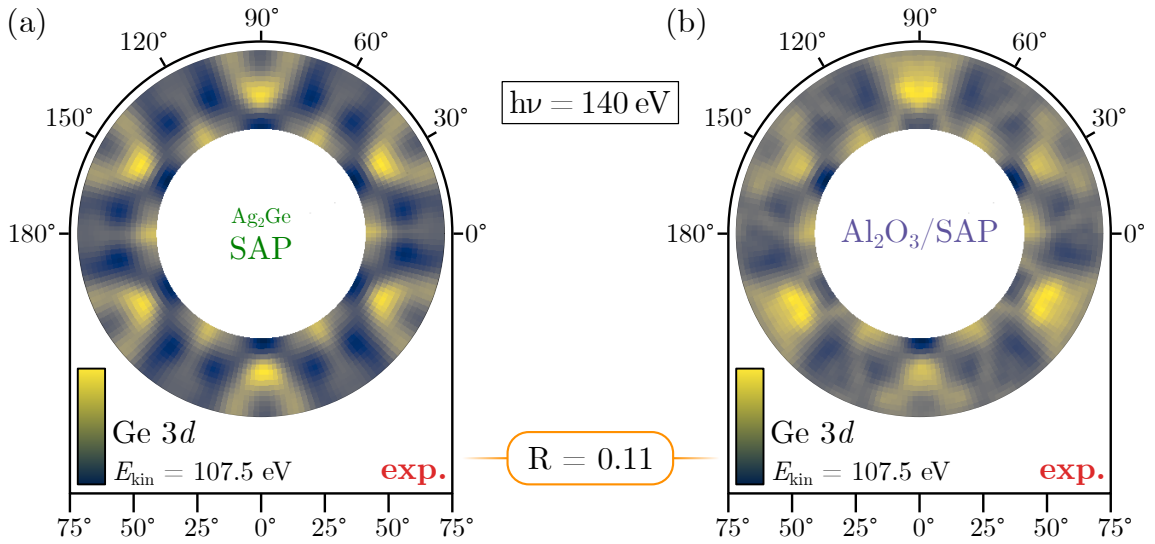 (a)
90°
120°
60°
150°
30°
180°
0°
Ag₂Ge
SAP
Ge 3d
E_kin = 107.5 eV
exp.
75° 50° 25° 0° 25° 50° 75°
hν = 140 eV
R = 0.11
(b)
90°
120°
60°
150°
30°
180°
0°
Al₂O₃/SAP
Ge 3d
E_kin = 107.5 eV
exp.
75° 50° 25° 0° 25° 50° 75°